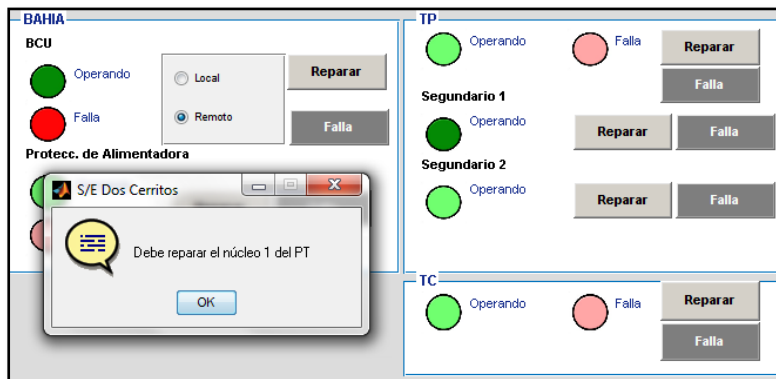 BAHIA
BCU
Operando
Falla
Local
Remoto
Reparar
Falla
Protecc. de Alimentadora
S/E Dos Cerritos
Debe reparar el núcleo 1 del PT
OK
TP
Operando
Falla
Reparar
Falla
Segundario 1
Operando
Reparar
Falla
Segundario 2
Operando
Reparar
Falla
TC
Operando
Falla
Reparar
Falla